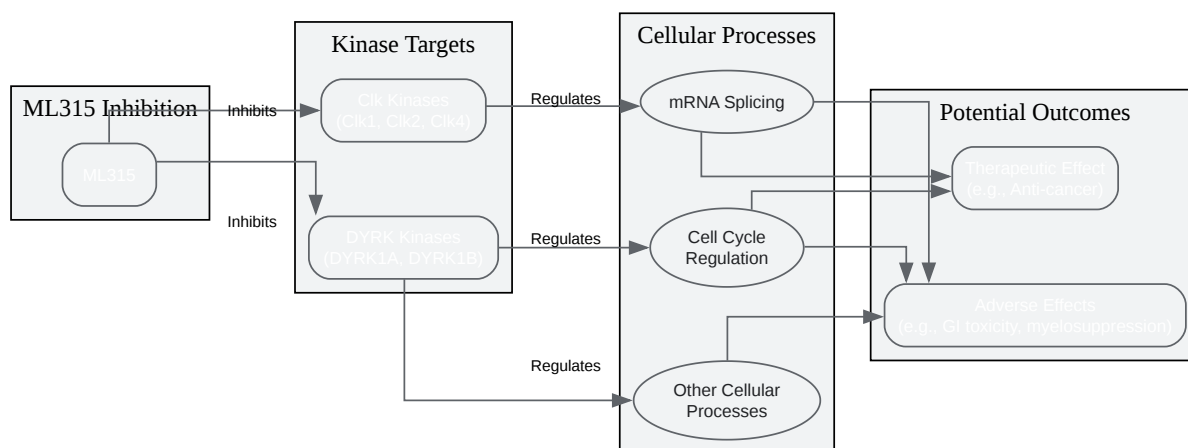 ML315 Inhibition
ML315
Inhibits
Inhibits
Kinase Targets
Clk Kinases
(Clk1, Clk2, Clk4)
DYRK Kinases
(DYRK1A, DYRK1B)
Regulates
Regulates
Regulates
Cellular Processes
mRNA Splicing
Cell Cycle
Regulation
Other Cellular
Processes
Potential Outcomes
Therapeutic Effect
(e.g., Anti-cancer)
Adverse Effects
(e.g., GI toxicity, myelosuppression)